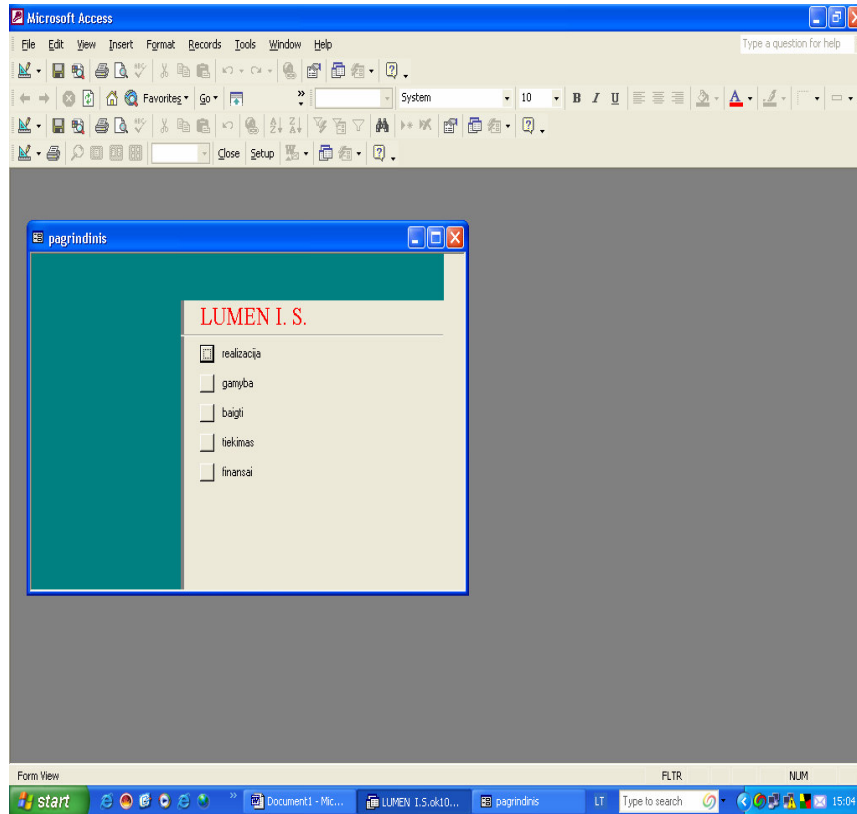 Microsoft Access
File Edit View Insert Format Records Tools Window Help Type a question for help
Favorites Go System 10 B I U A
Close Setup
pagrindinis
LUMEN I. S.
realizacija
gamyba
baigti
tiekimas
finansai
Form View FLTR NUM
start Document1 - Mic... LUMEN I.S.ok10... pagrindinis LT Type to search 15:04